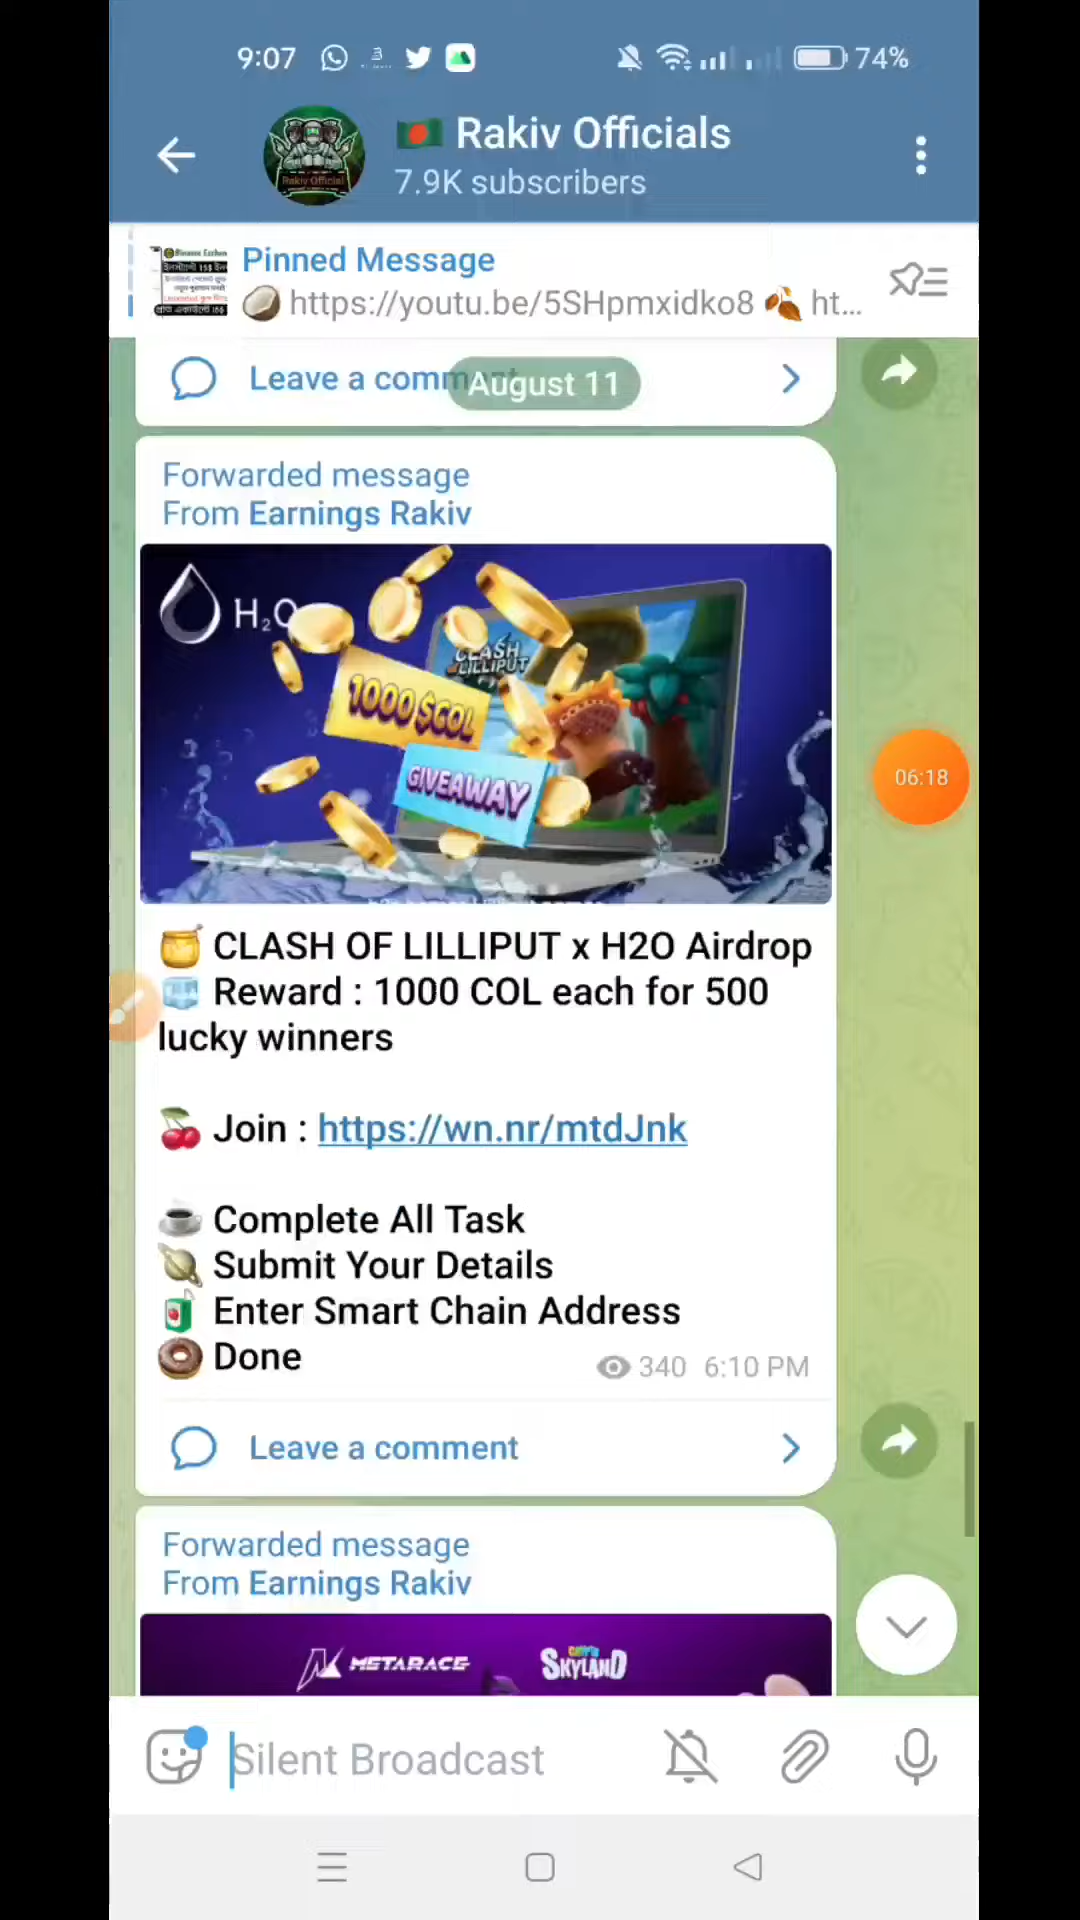 9:07
74%
Rakiv Officials
7.9K subscribers
Pinned Message
https://youtu.be/5SHpmxidko8 ht...
Leave a comment
August 11
Forwarded message
From Earnings Rakiv
H₂O
CLASH
LILLIPUT
1000 $COL
GIVEAWAY
06:18
🍯 CLASH OF LILLIPUT x H2O Airdrop
🧊 Reward : 1000 COL each for 500
lucky winners
🍒 Join : https://wn.nr/mtdJnk
☕ Complete All Task
🪐 Submit Your Details
🧃 Enter Smart Chain Address
🍩 Done
340 6:10 PM
Leave a comment
Forwarded message
From Earnings Rakiv
METARACE
SKYLAND
Silent Broadcast